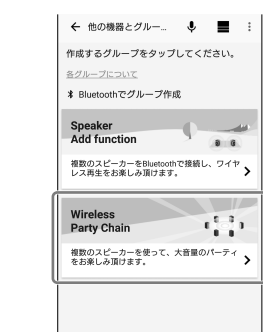 ← 他の機器とグルー...
作成するグループをタップしてください。
各グループについて
Bluetoothでグループ作成
Speaker
Add function
複数のスピーカーをBluetoothで接続し、ワイヤ
レス再生をお楽しみ頂けます。
Wireless
Party Chain
複数のスピーカーを使って、大音量のパーティ
をお楽しみ頂けます。